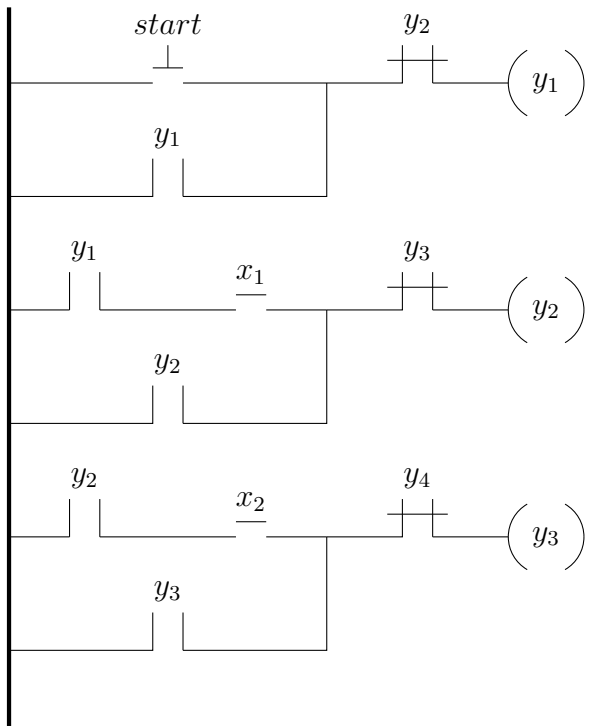 start y₂
y₁
y₁
y₁ x₁ y₃
y₂
y₂
y₂ x₂ y₄
y₃
y₃